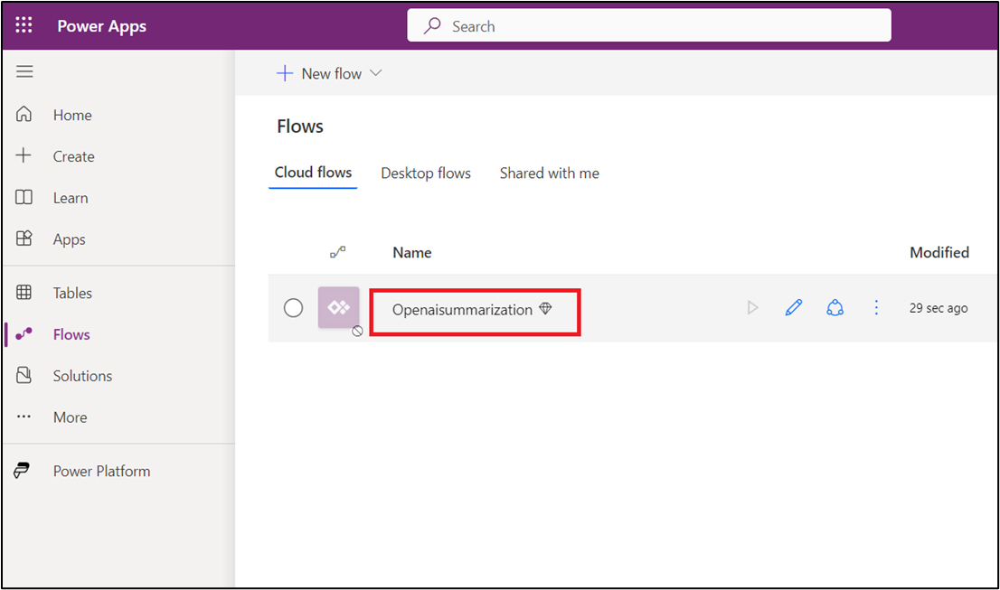 Power Apps
Search
Home
Create
Learn
Apps
Tables
Flows
Solutions
More
Power Platform
New flow
Flows
Cloud flows Desktop flows Shared with me
Name Modified
Openaisummarization 29 sec ago